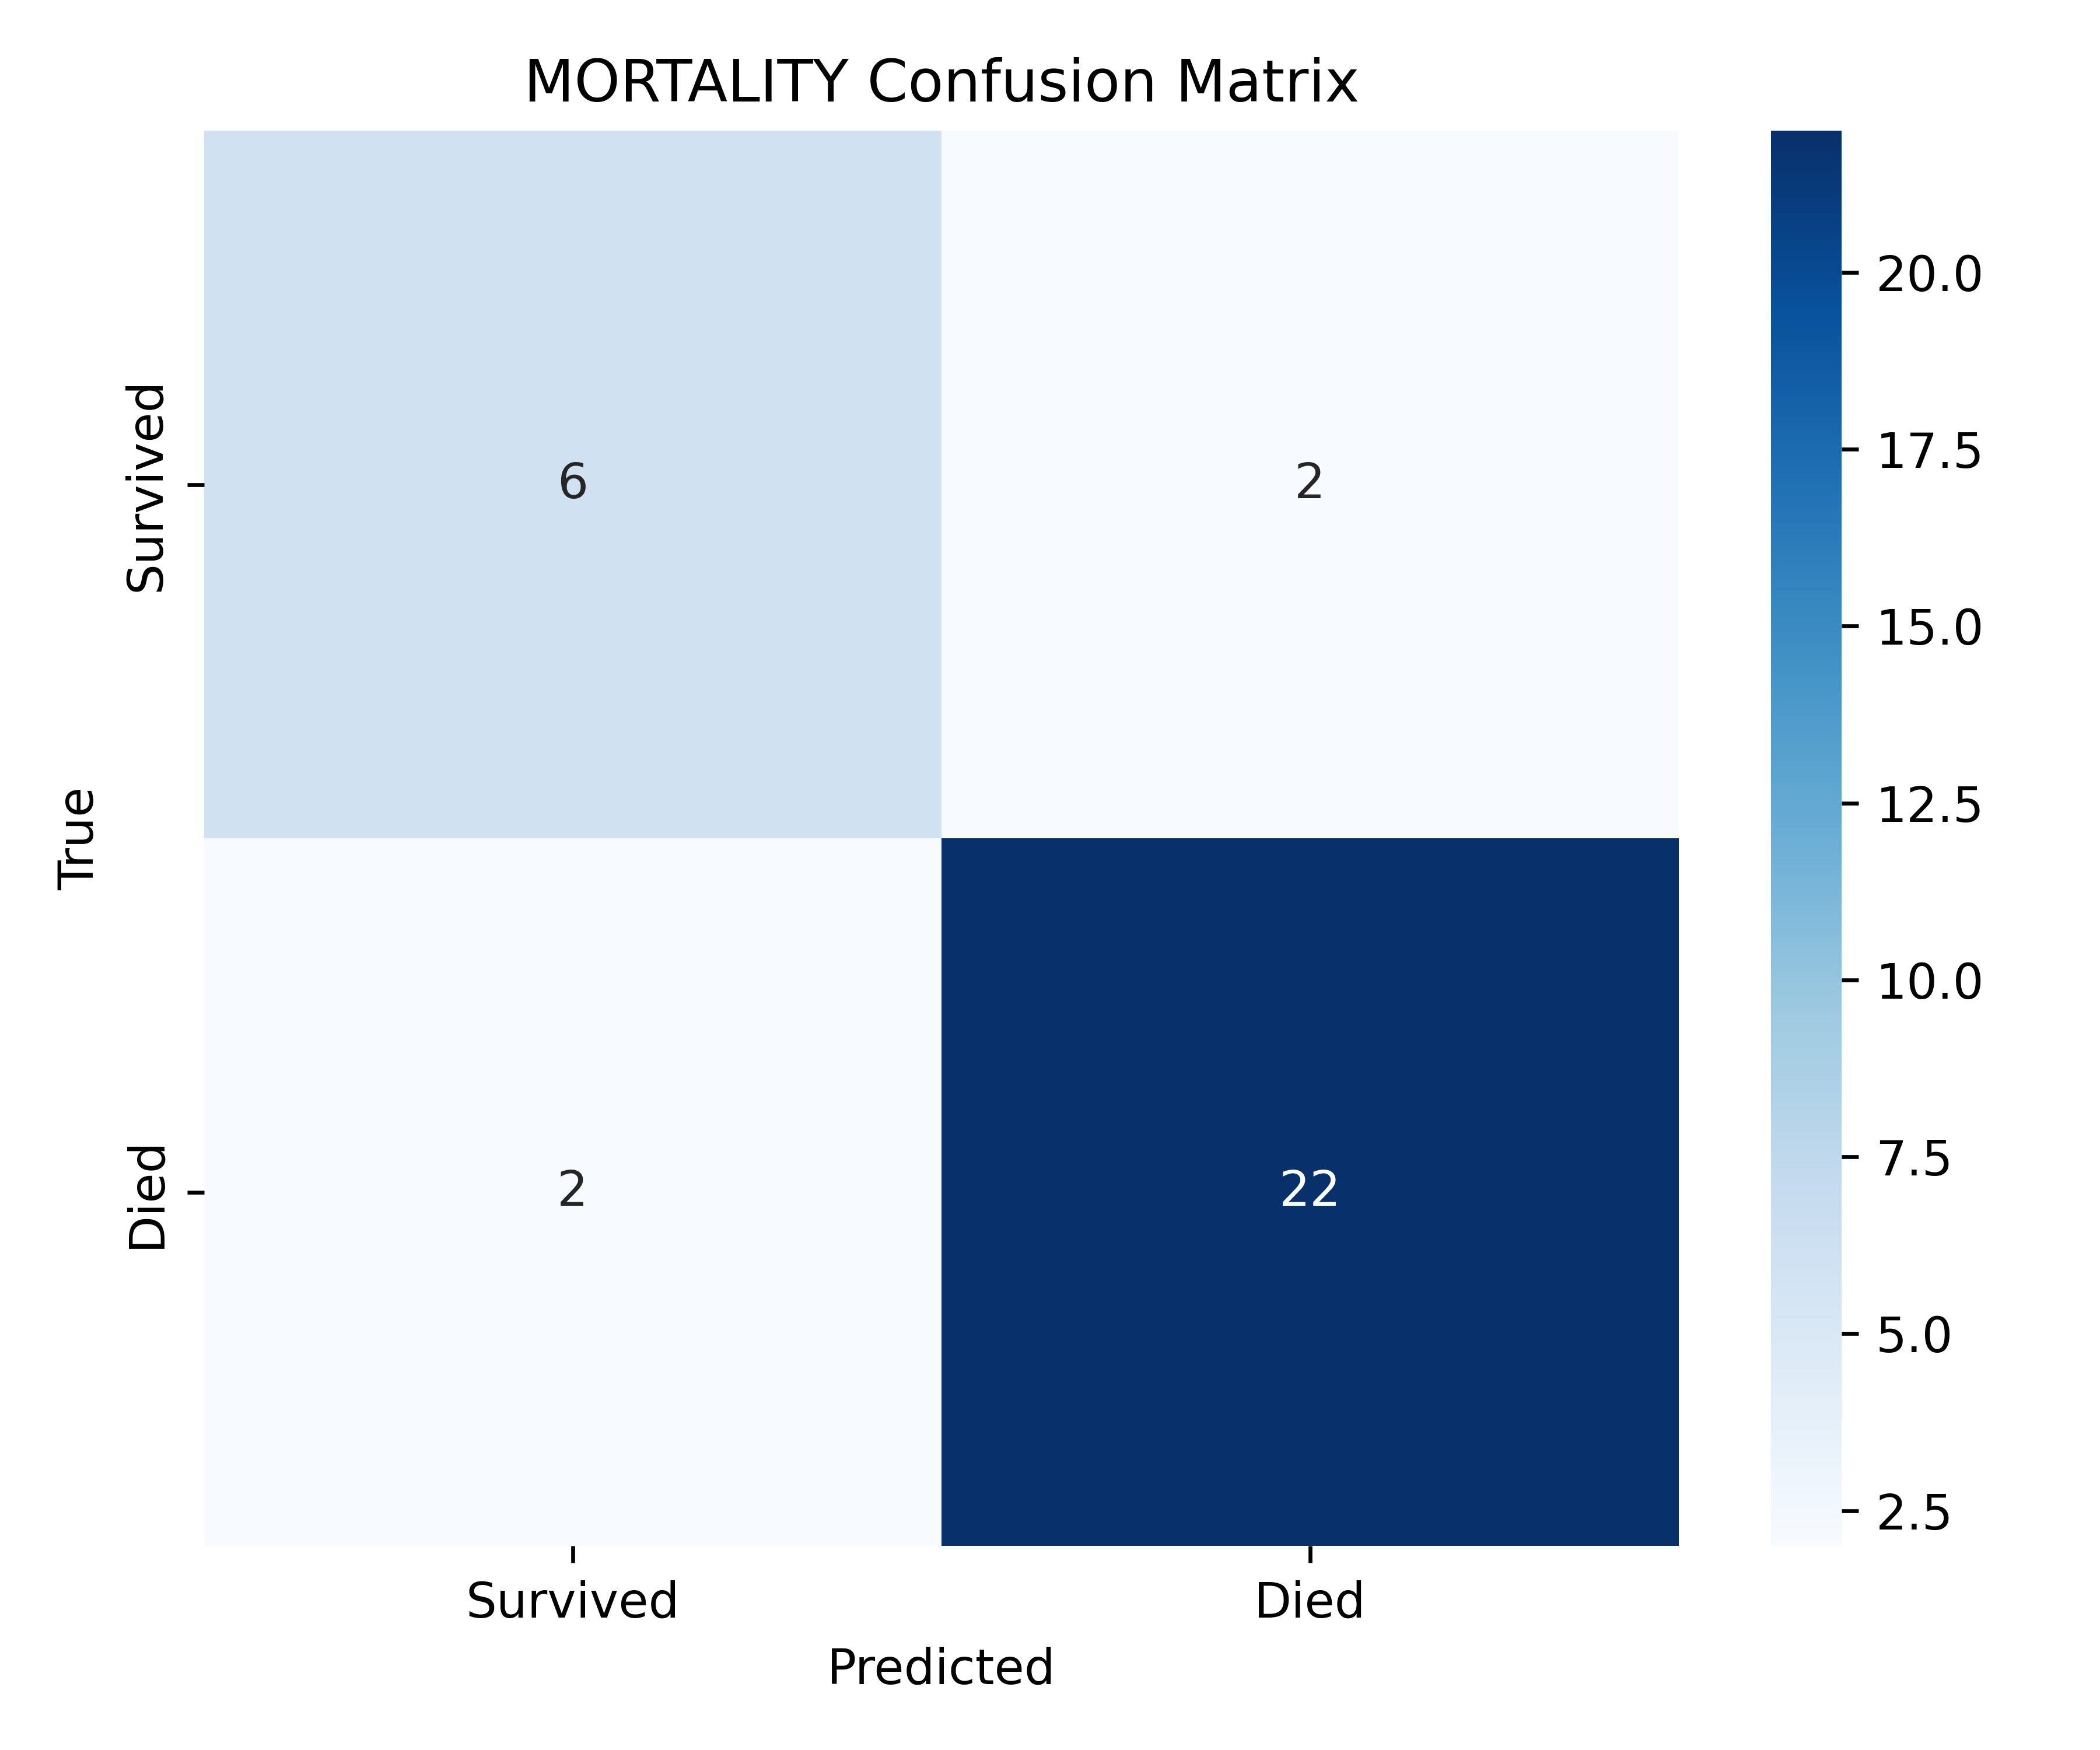 MORTALITY Confusion Matrix
True
Survived
Died
6
2
2
22
Survived
Died
Predicted
20.0
17.5
15.0
12.5
10.0
7.5
5.0
2.5